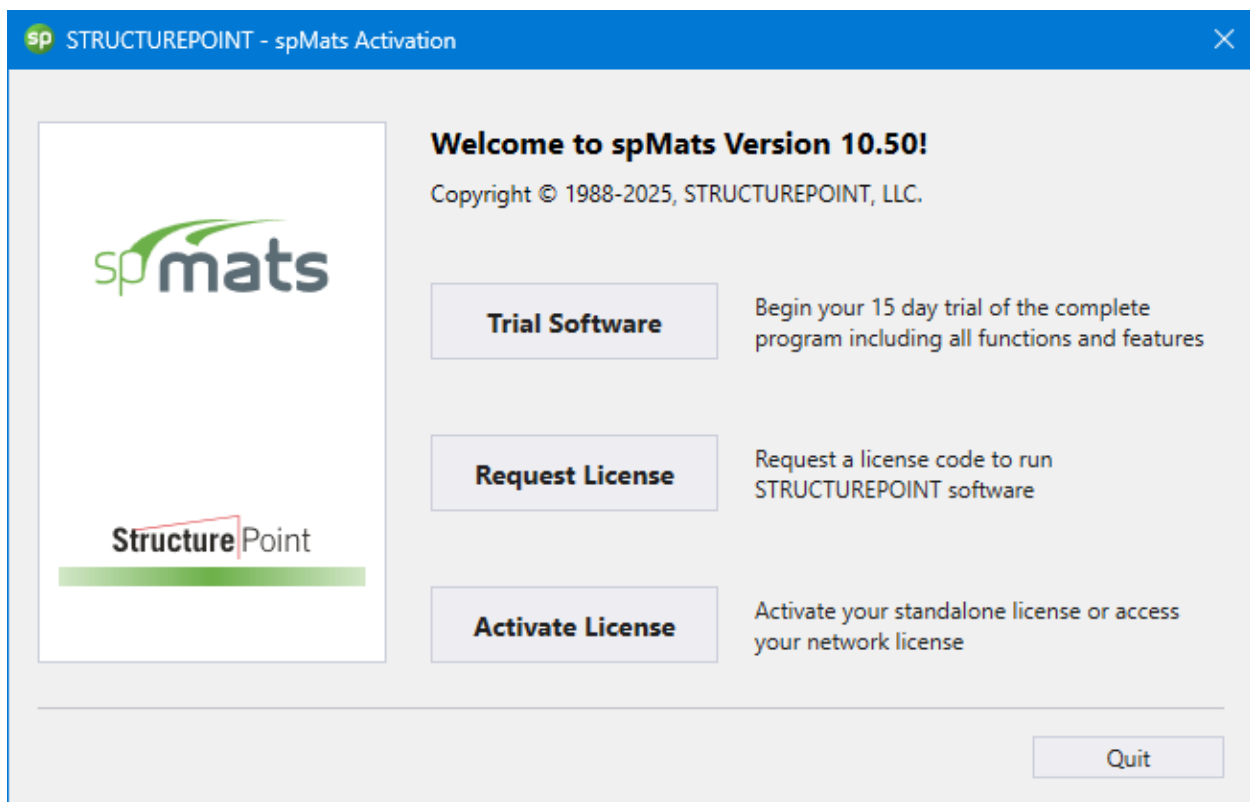 sp STRUCTUREPOINT - spMats Activation
Welcome to spMats Version 10.50!
Copyright © 1988-2025, STRUCTUREPOINT, LLC.
spmats
Trial Software
Begin your 15 day trial of the complete
program including all functions and features
Request License
Request a license code to run
STRUCTUREPOINT software
StructurePoint
Activate License
Activate your standalone license or access
your network license
Quit